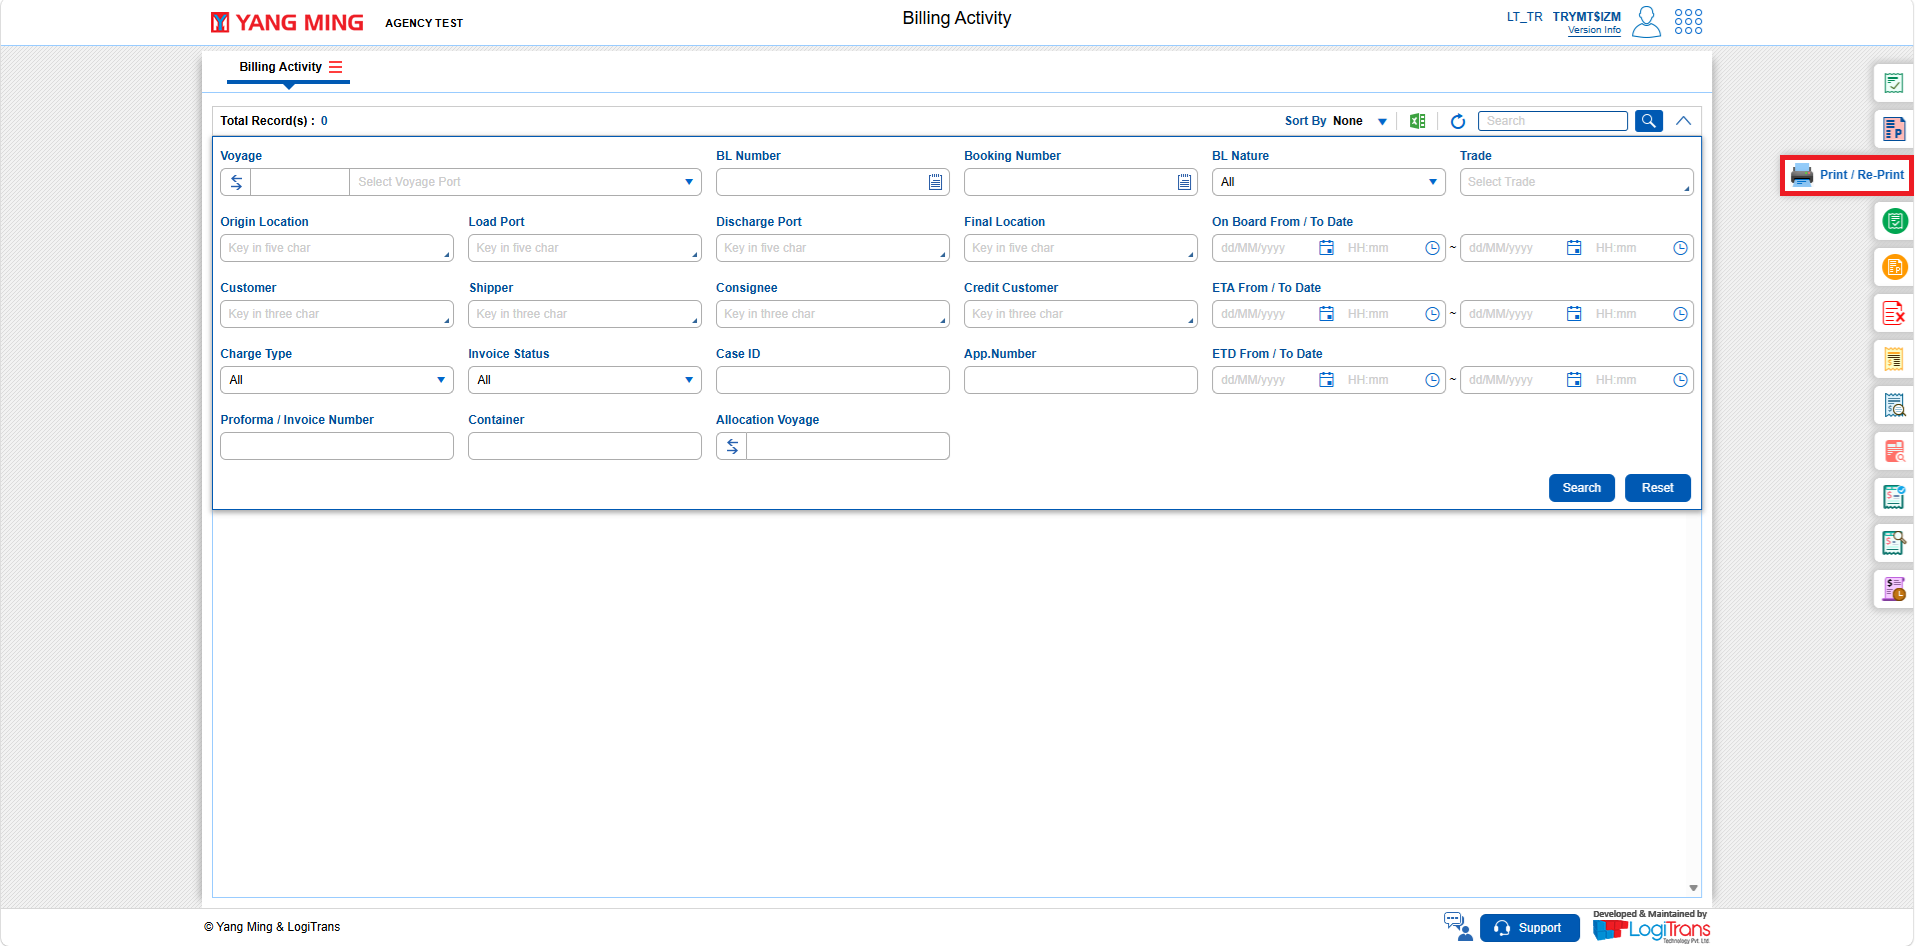 YANG MING AGENCY TEST Billing Activity LT_TR TRYMT$IZM
Version Info
Billing Activity
Total Record(s) : 0 Sort By None Search
Voyage BL Number Booking Number BL Nature Trade
Select Voyage Port All Select Trade
Print / Re-Print
Origin Location Load Port Discharge Port Final Location On Board From / To Date
Key in five char Key in five char Key in five char Key in five char dd/MM/yyyy HH:mm ~ dd/MM/yyyy HH:mm
Customer Shipper Consignee Credit Customer ETA From / To Date
Key in three char Key in three char Key in three char Key in three char dd/MM/yyyy HH:mm ~ dd/MM/yyyy HH:mm
Charge Type Invoice Status Case ID App.Number ETD From / To Date
All All dd/MM/yyyy HH:mm ~ dd/MM/yyyy HH:mm
Proforma / Invoice Number Container Allocation Voyage
Search Reset
© Yang Ming & LogiTrans Support
Developed & Maintained by
LogiTrans
Technology Pvt. Ltd